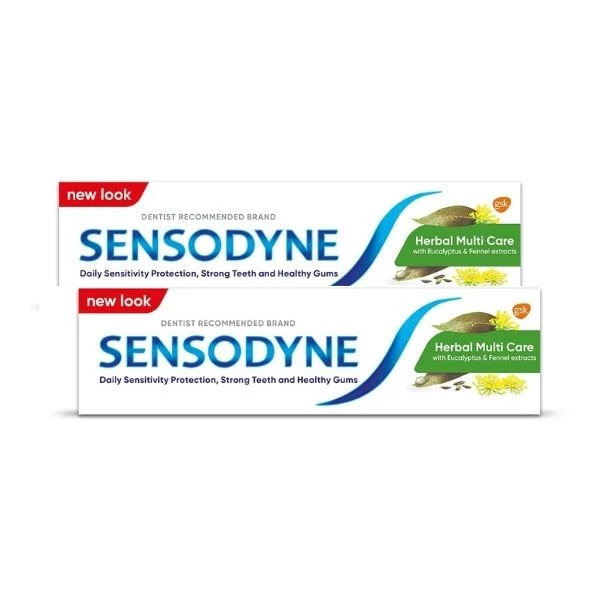 new look
DENTIST RECOMMENDED BRAND
gsk
SENSODYNE
Herbal Multi Care
with Eucalyptus & Fennel extracts
Daily Sensitivity Protection, Strong Teeth and Healthy Gums
new look
gsk
DENTIST RECOMMENDED BRAND
SENSODYNE
Herbal Multi Care
with Eucalyptus & Fennel extracts
Daily Sensitivity Protection, Strong Teeth and Healthy Gums